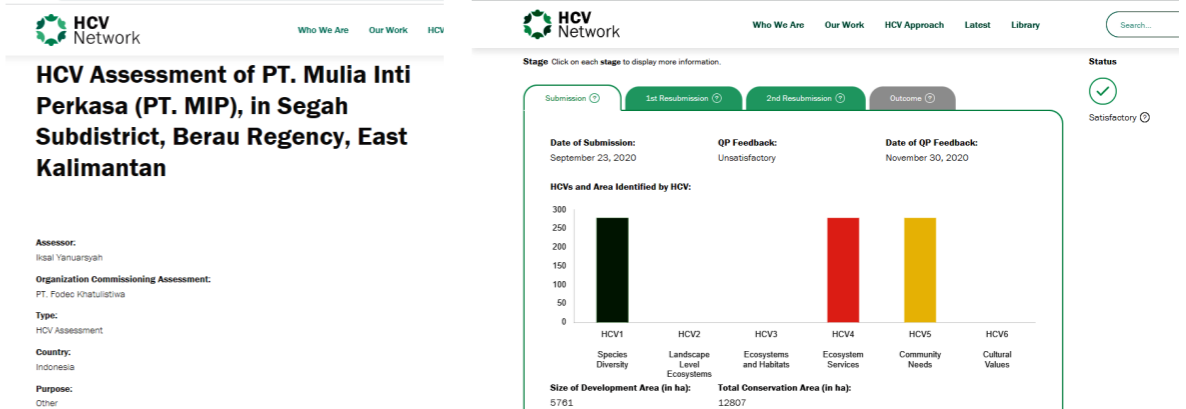 HCV
Network
Who We Are Our Work HCV
HCV Assessment of PT. Mulia Inti
Perkasa (PT. MIP), in Segah
Subdistrict, Berau Regency, East
Kalimantan
Assessor:
Iksal Yanuarsyah
Organization Commissioning Assessment:
PT. Fodec Khatulistiwa
Type:
HCV Assessment
Country:
Indonesia
Purpose:
Other
HCV
Network
Who We Are Our Work HCV Approach Latest Library
Search...
Stage Click on each stage to display more information.
Submission ? 1st Resubmission ? 2nd Resubmission ? Outcome ?
Date of Submission: QP Feedback: Date of QP Feedback:
September 23, 2020 Unsatisfactory November 30, 2020
HCVs and Area Identified by HCV:
300
250
200
150
100
50
0
HCV1 HCV2 HCV3 HCV4 HCV5 HCV6
Species Landscape Ecosystems Ecosystem Community Cultural
Diversity Level and Habitats Services Needs Values
Ecosystems
Size of Development Area (in ha): Total Conservation Area (in ha):
5761 12807
Status
Satisfactory ?